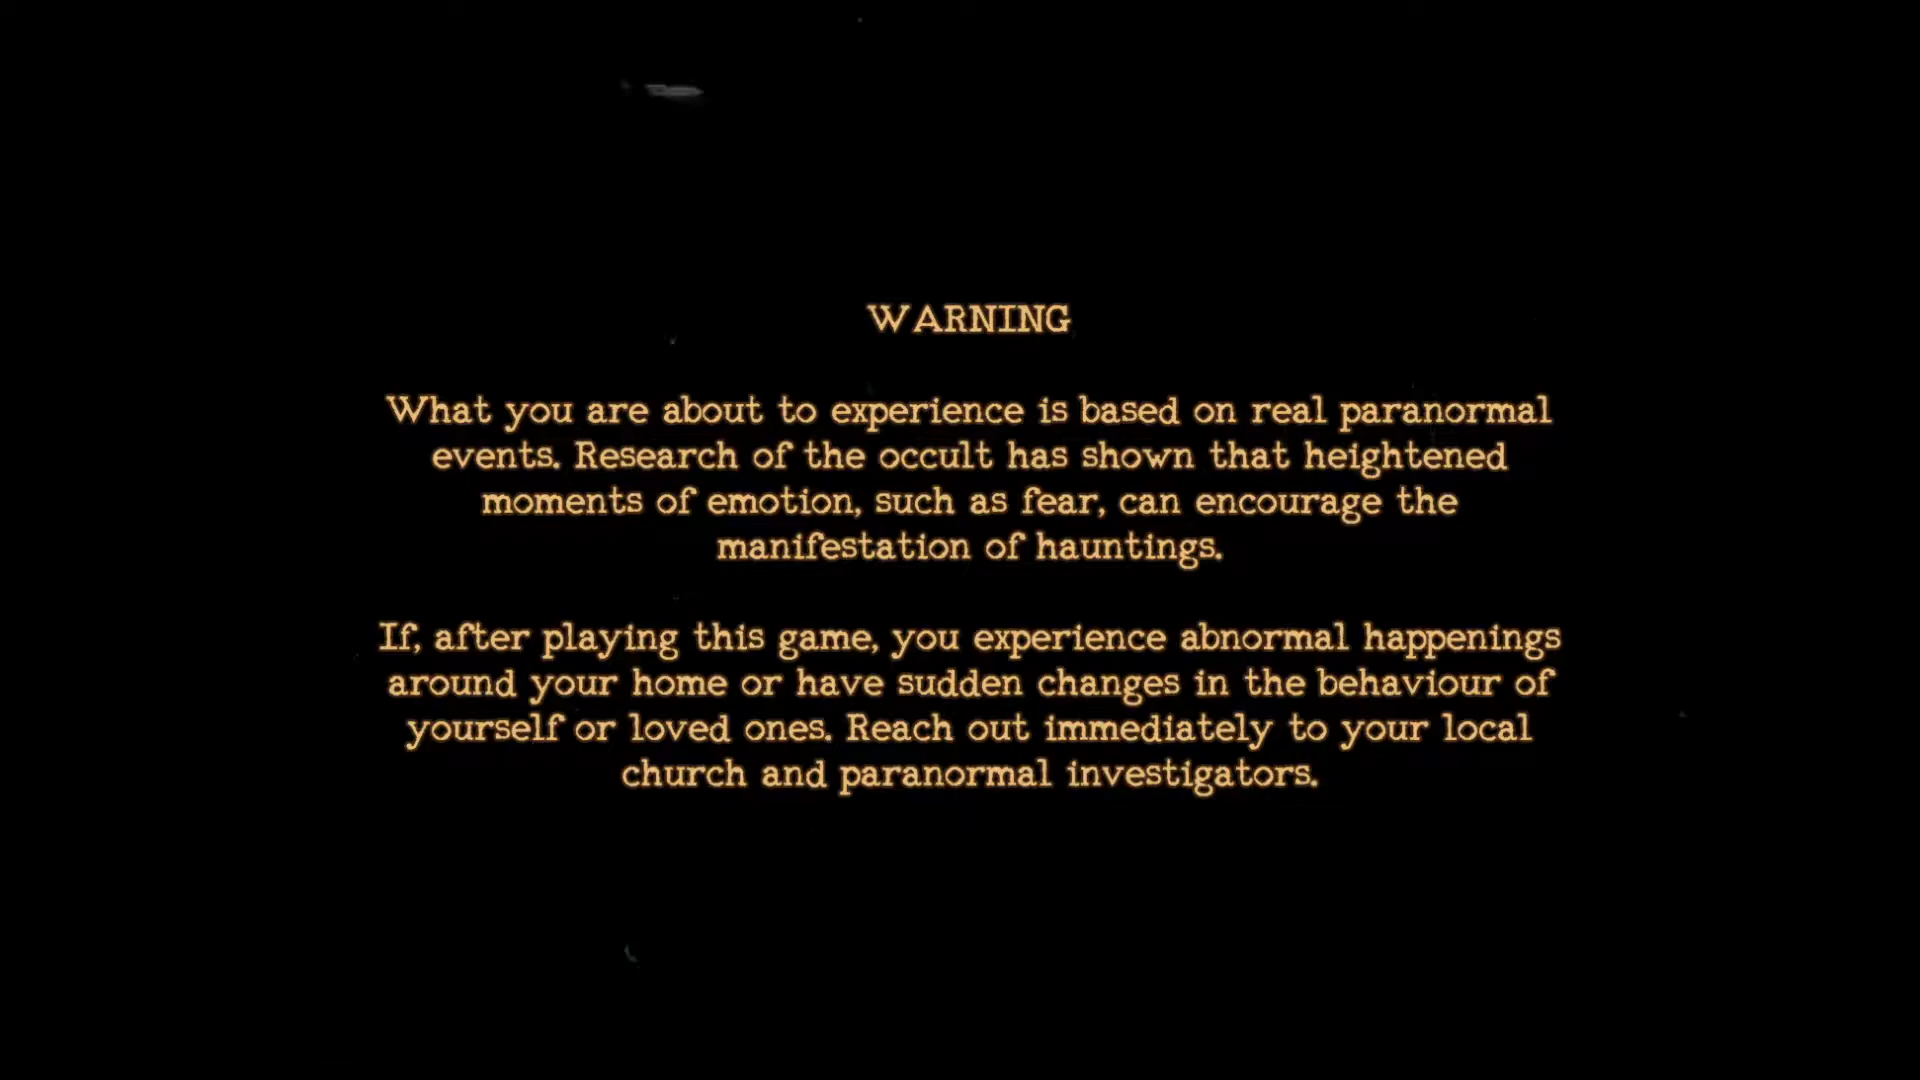 WARNING
What you are about to experience is based on real paranormal
events. Research of the occult has shown that heightened
moments of emotion, such as fear, can encourage the
manifestation of hauntings.
If, after playing this game, you experience abnormal happenings
around your home or have sudden changes in the behaviour of
yourself or loved ones. Reach out immediately to your local
church and paranormal investigators.